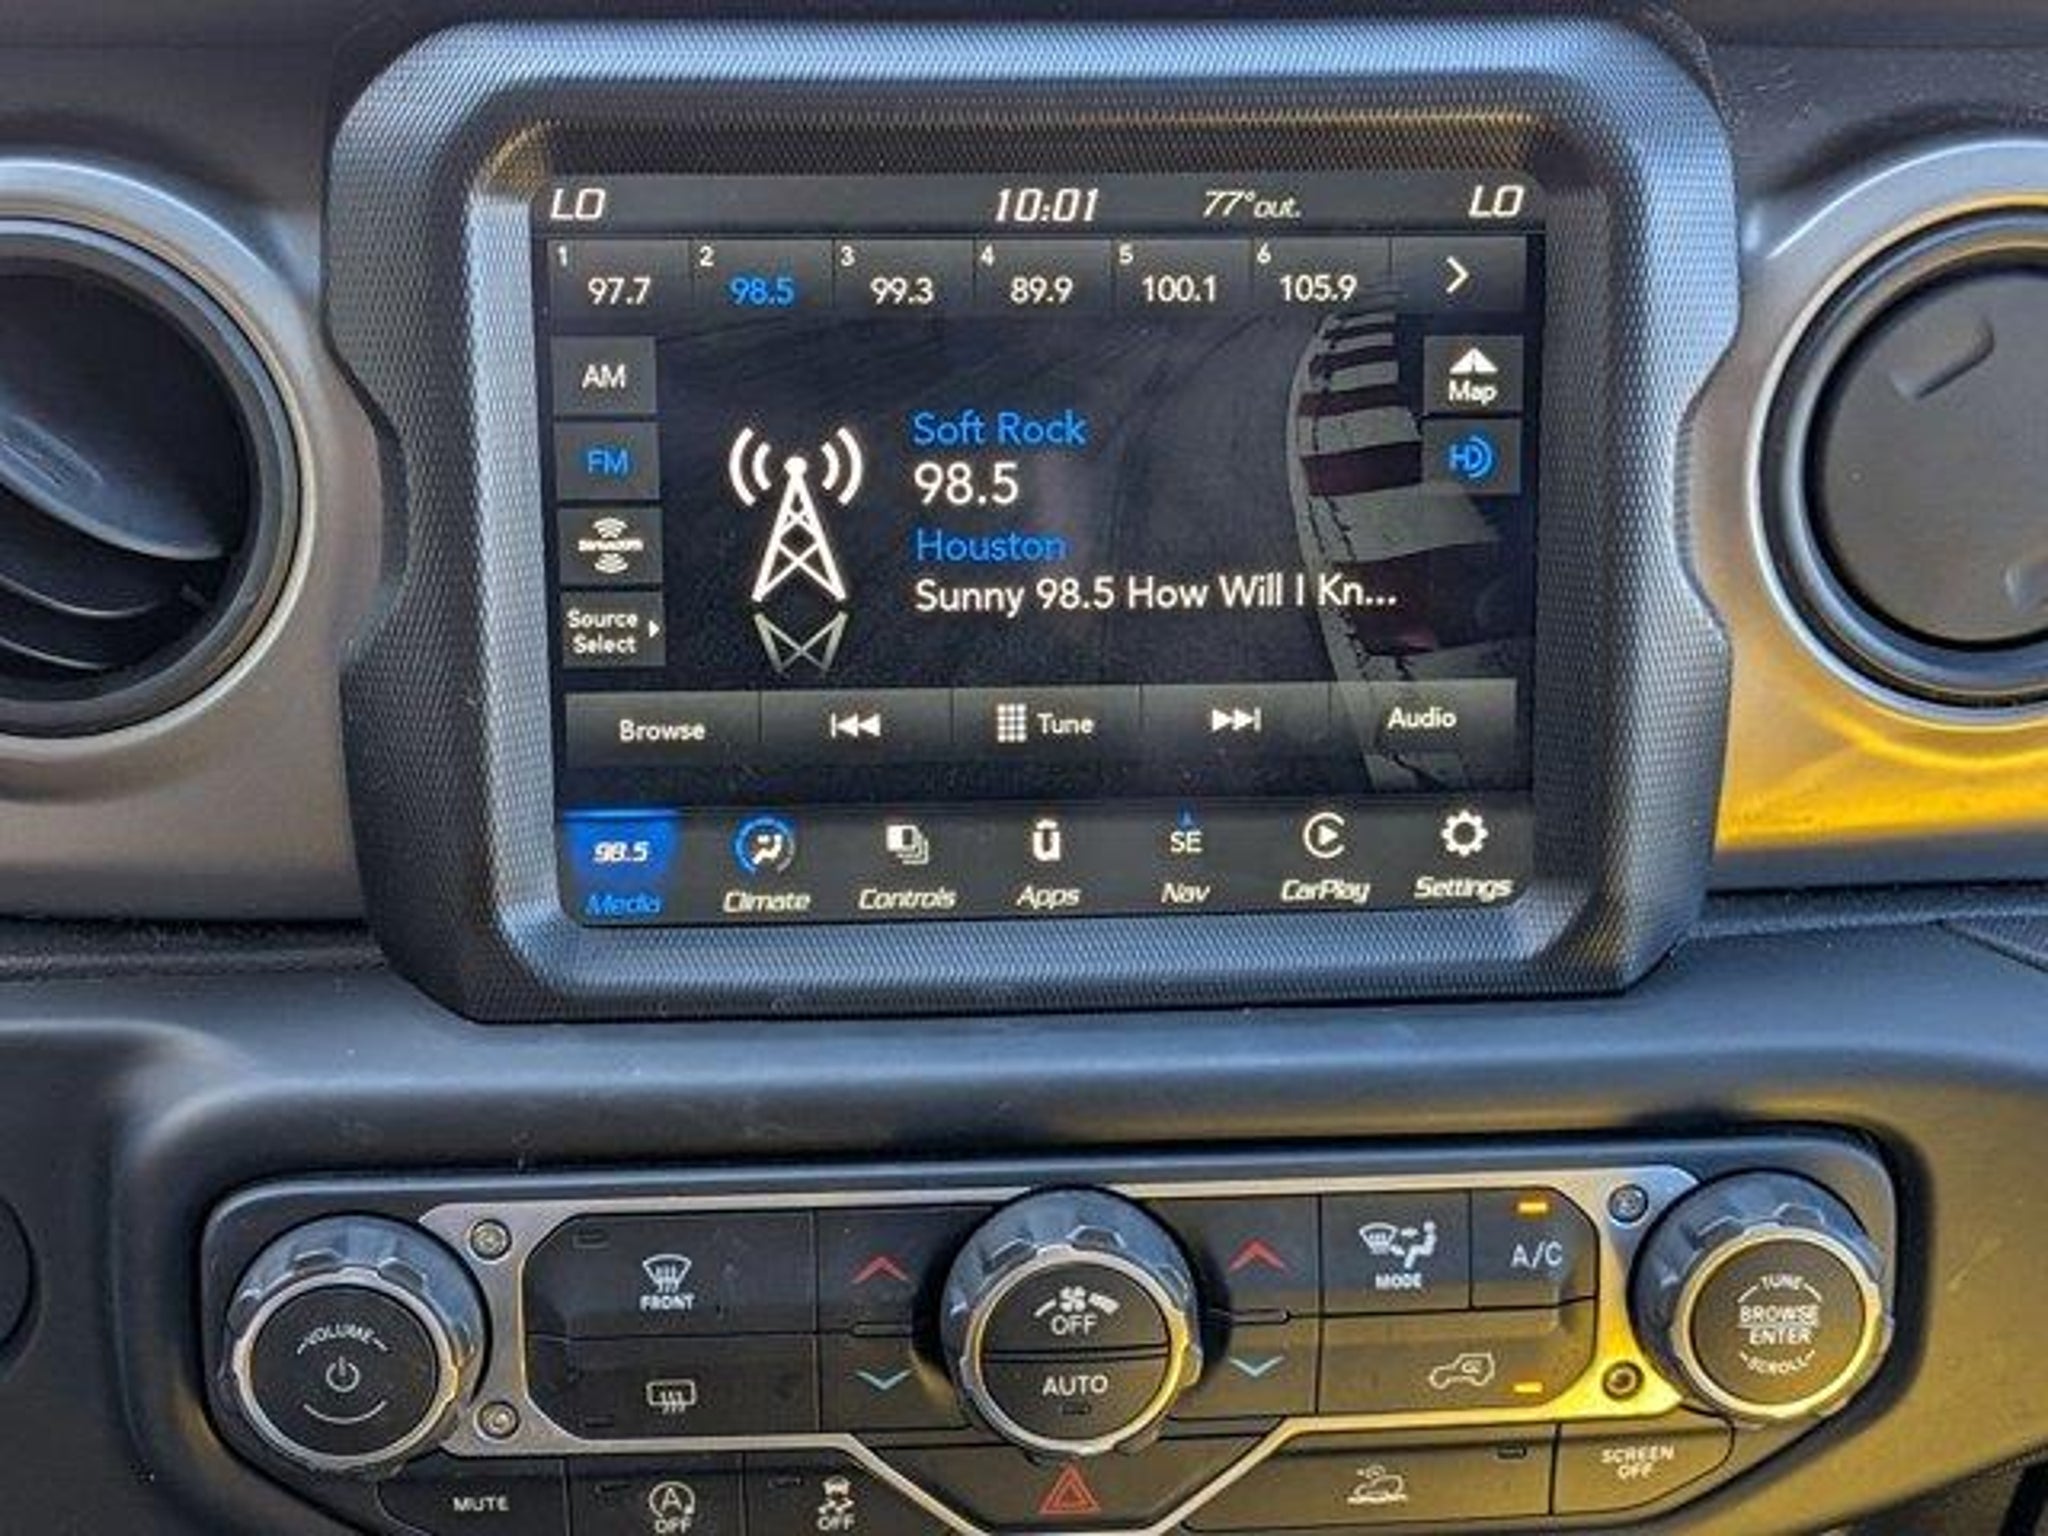 LO 10:01 77°out. LO
1 97.7 2 98.5 3 99.3 4 89.9 5 100.1 6 105.9
AM
Map
FM
HD
Soft Rock
98.5
Houston
Sunny 98.5 How Will I Kn...
Source
Select
Browse Tune Audio
98.5 SE
Media Climate Controls Apps Nav CarPlay Settings
VOLUME
FRONT
OFF
AUTO
MODE
A/C
TUNE
BROWSE
ENTER
SCROLL
MUTE
A
OFF
OFF
SCREEN
OFF